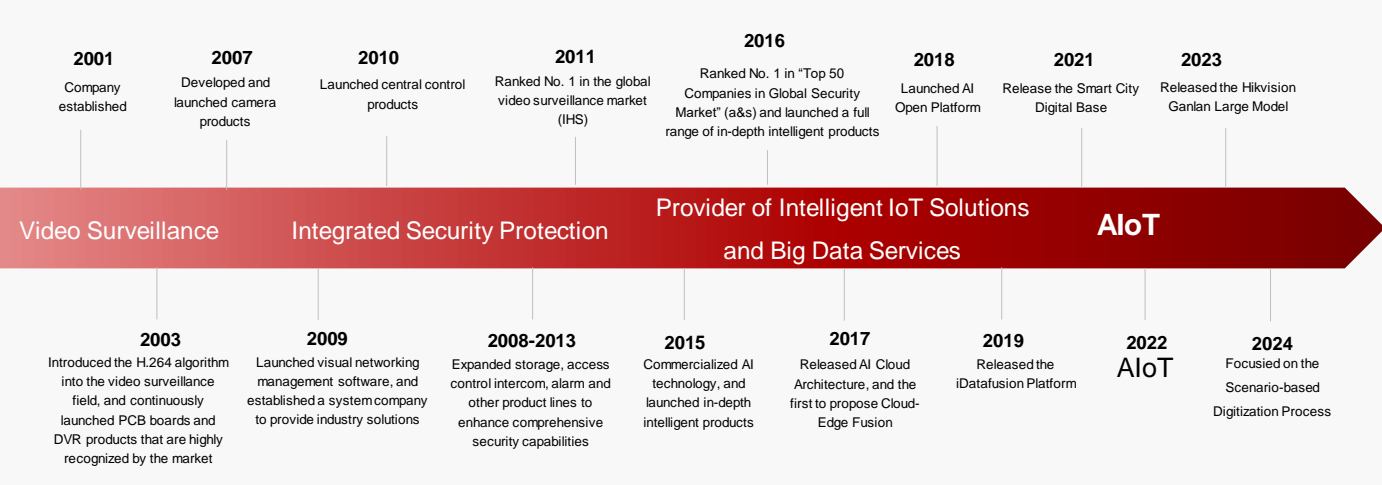 2001
Company
established
2007
Developed and
launched camera
products
2010
Launched central control
products
2011
Ranked No. 1 in the global
video surveillance market
(IHS)
2016
Ranked No. 1 in “Top 50
Companies in Global Security
Market” (a&s) and launched a full
range of in-depth intelligent products
2018
Launched AI
Open Platform
2021
Release the Smart City
Digital Base
2023
Released the Hikvision
Ganlan Large Model
Video Surveillance
Integrated Security Protection
Provider of Intelligent IoT Solutions
and Big Data Services
AIoT
2003
Introduced the H.264 algorithm
into the video surveillance
field, and continuously
launched PCB boards and
DVR products that are highly
recognized by the market
2009
Launched visual networking
management software, and
established a system company
to provide industry solutions
2008-2013
Expanded storage, access
control intercom, alarm and
other product lines to
enhance comprehensive
security capabilities
2015
Commercialized AI
technology, and
launched in-depth
intelligent products
2017
Released AI Cloud
Architecture, and the
first to propose Cloud-
Edge Fusion
2019
Released the
iDatafusion Platform
2022
AIoT
2024
Focusied on the
Scenario-based
Digitization Process